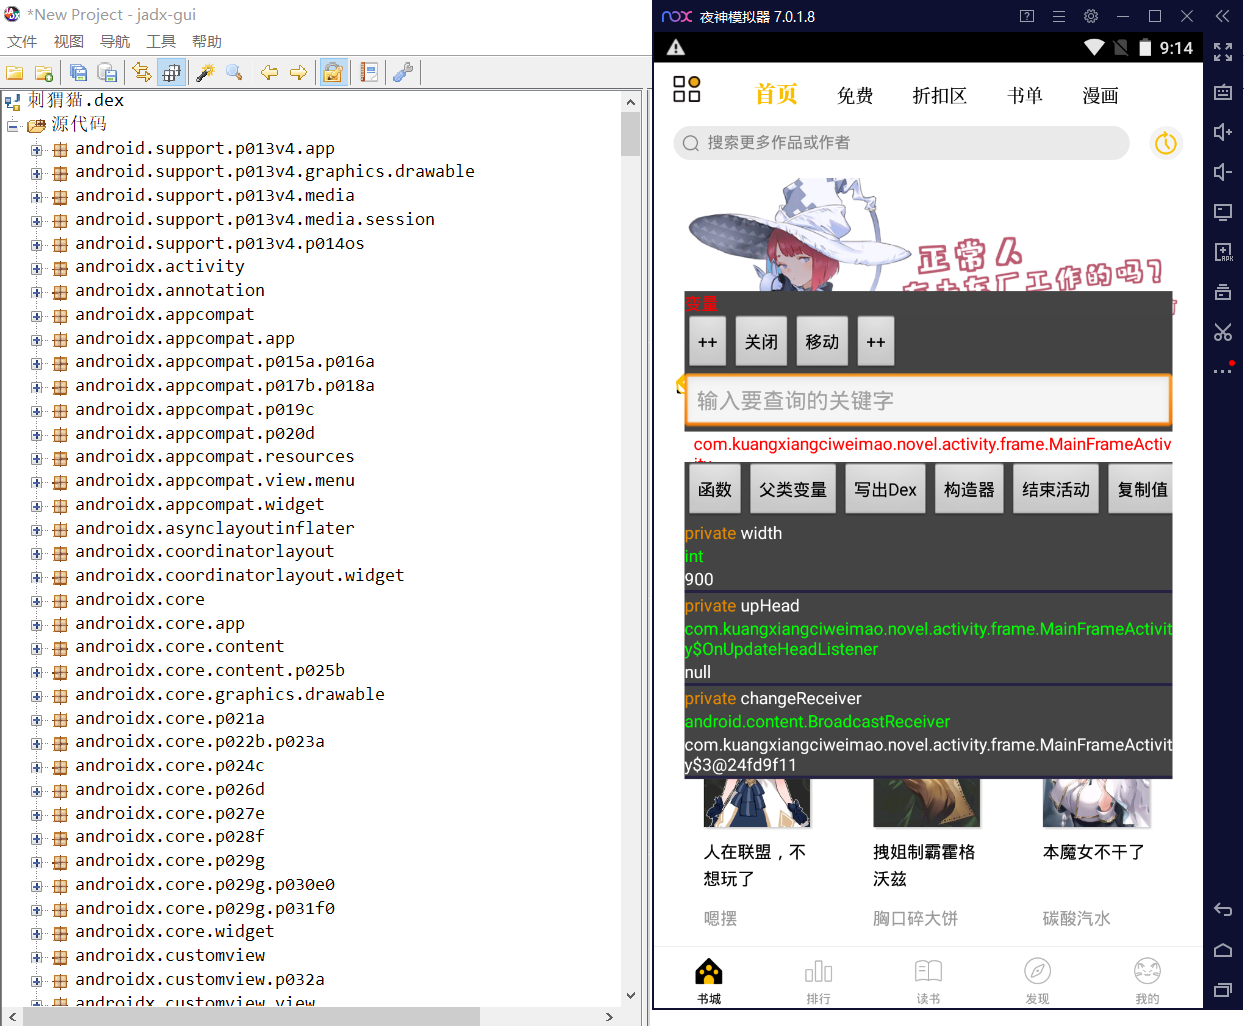 *New Project - jadx-gui
文件 视图 导航 工具 帮助
刺猬猫.dex
源代码
android.support.p013v4.app
android.support.p013v4.graphics.drawable
android.support.p013v4.media
android.support.p013v4.media.session
android.support.p013v4.p014os
androidx.activity
androidx.annotation
androidx.appcompat
androidx.appcompat.app
androidx.appcompat.p015a.p016a
androidx.appcompat.p017b.p018a
androidx.appcompat.p019c
androidx.appcompat.p020d
androidx.appcompat.resources
androidx.appcompat.view.menu
androidx.appcompat.widget
androidx.asynclayoutinflater
androidx.coordinatorlayout
androidx.coordinatorlayout.widget
androidx.core
androidx.core.app
androidx.core.content
androidx.core.content.p025b
androidx.core.graphics.drawable
androidx.core.p021a
androidx.core.p022b.p023a
androidx.core.p024c
androidx.core.p026d
androidx.core.p027e
androidx.core.p028f
androidx.core.p029g
androidx.core.p029g.p030e0
androidx.core.p029g.p031f0
androidx.core.widget
androidx.customview
androidx.customview.p032a
androidx.customview.view
nox 夜神模拟器 7.0.1.8
9:14
首页 免费 折扣区 书单 漫画
搜索更多作品或作者
正常人
工作的吗?
变量
++ 关闭 移动 ++
输入要查询的关键字
com.kuangxiangciweimao.novel.activity.frame.MainFrameActiv
函数 父类变量 写出Dex 构造器 结束活动 复制值
private width
int
900
private upHead
com.kuangxiangciweimao.novel.activity.frame.MainFrameActivit
y$OnUpdateHeadListener
null
private changeReceiver
android.content.BroadcastReceiver
com.kuangxiangciweimao.novel.activity.frame.MainFrameActivit
y$3@24fd9f11
人在联盟，不 拽姐制霸霍格 本魔女不干了
想玩了 沃兹
嗯摆 胸口碎大饼 碳酸汽水
书城 排行 读书 发现 我的